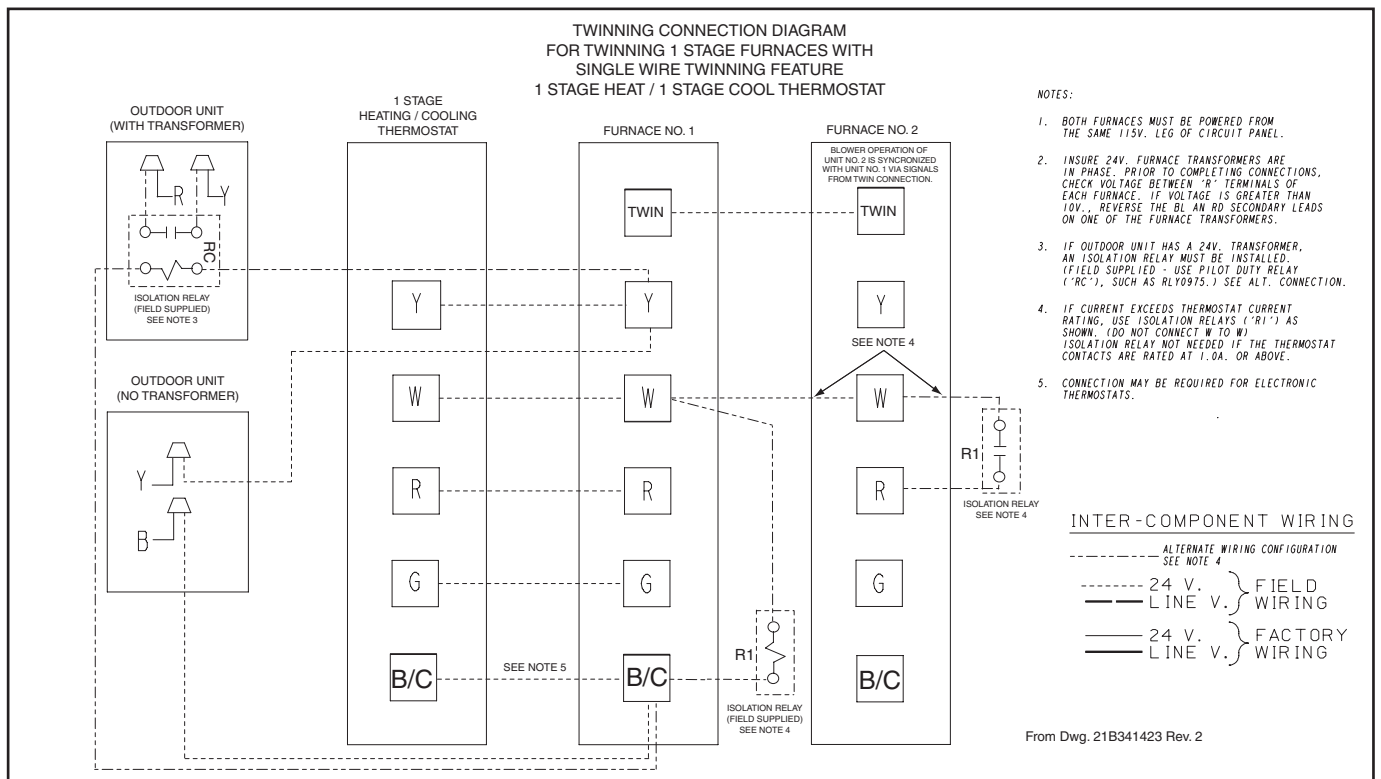 TWINNING CONNECTION DIAGRAM
FOR TWINNING 1 STAGE FURNACES WITH
SINGLE WIRE TWINNING FEATURE
1 STAGE HEAT / 1 STAGE COOL THERMOSTAT
OUTDOOR UNIT
(WITH TRANSFORMER)
R
Y
RC
ISOLATION RELAY
(FIELD SUPPLIED)
SEE NOTE 3
OUTDOOR UNIT
(NO TRANSFORMER)
Y
B
1 STAGE
HEATING / COOLING
THERMOSTAT
Y
W
R
G
B/C
SEE NOTE 5
FURNACE NO. 1
TWIN
Y
W
R
G
B/C
R1
ISOLATION RELAY
(FIELD SUPPLIED)
SEE NOTE 4
FURNACE NO. 2
BLOWER OPERATION OF
UNIT NO. 2 IS SYNCRONIZED
WITH UNIT NO. 1 VIA SIGNALS
FROM TWIN CONNECTION.
TWIN
Y
SEE NOTE 4
W
R
G
B/C
R1
ISOLATION RELAY
SEE NOTE 4
NOTES:
1. BOTH FURNACES MUST BE POWERED FROM
THE SAME 115V. LEG OF CIRCUIT PANEL.
2. INSURE 24V. FURNACE TRANSFORMERS ARE
IN PHASE. PRIOR TO COMPLETING CONNECTIONS,
CHECK VOLTAGE BETWEEN 'R' TERMINALS OF
EACH FURNACE. IF VOLTAGE IS GREATER THAN
10V., REVERSE THE BL AN RD SECONDARY LEADS
ON ONE OF THE FURNACE TRANSFORMERS.
3. IF OUTDOOR UNIT HAS A 24V. TRANSFORMER,
AN ISOLATION RELAY MUST BE INSTALLED.
(FIELD SUPPLIED - USE PILOT DUTY RELAY
('RC'), SUCH AS RLY0975.) SEE ALT. CONNECTION.
4. IF CURRENT EXCEEDS THERMOSTAT CURRENT
RATING, USE ISOLATION RELAYS ('R1') AS
SHOWN. (DO NOT CONNECT W TO W)
ISOLATION RELAY NOT NEEDED IF THE THERMOSTAT
CONTACTS ARE RATED AT 1.0A. OR ABOVE.
5. CONNECTION MAY BE REQUIRED FOR ELECTRONIC
THERMOSTATS.
INTER-COMPONENT WIRING
ALTERNATE WIRING CONFIGURATION
SEE NOTE 4
24 V.
LINE V.
FIELD
WIRING
24 V.
LINE V.
FACTORY
WIRING
From Dwg. 21B341423 Rev. 2